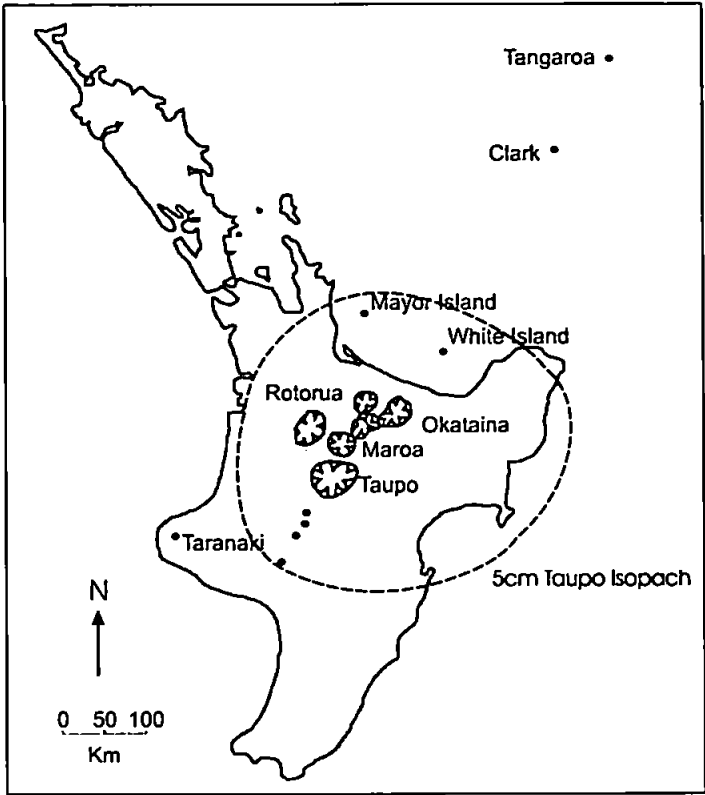 Tangaroa
Clark
Mayor Island
White Island
Rotorua
Okataina
Maroa
Taupo
Taranaki
5cm Taupo Isopach
N
0 50 100
Km